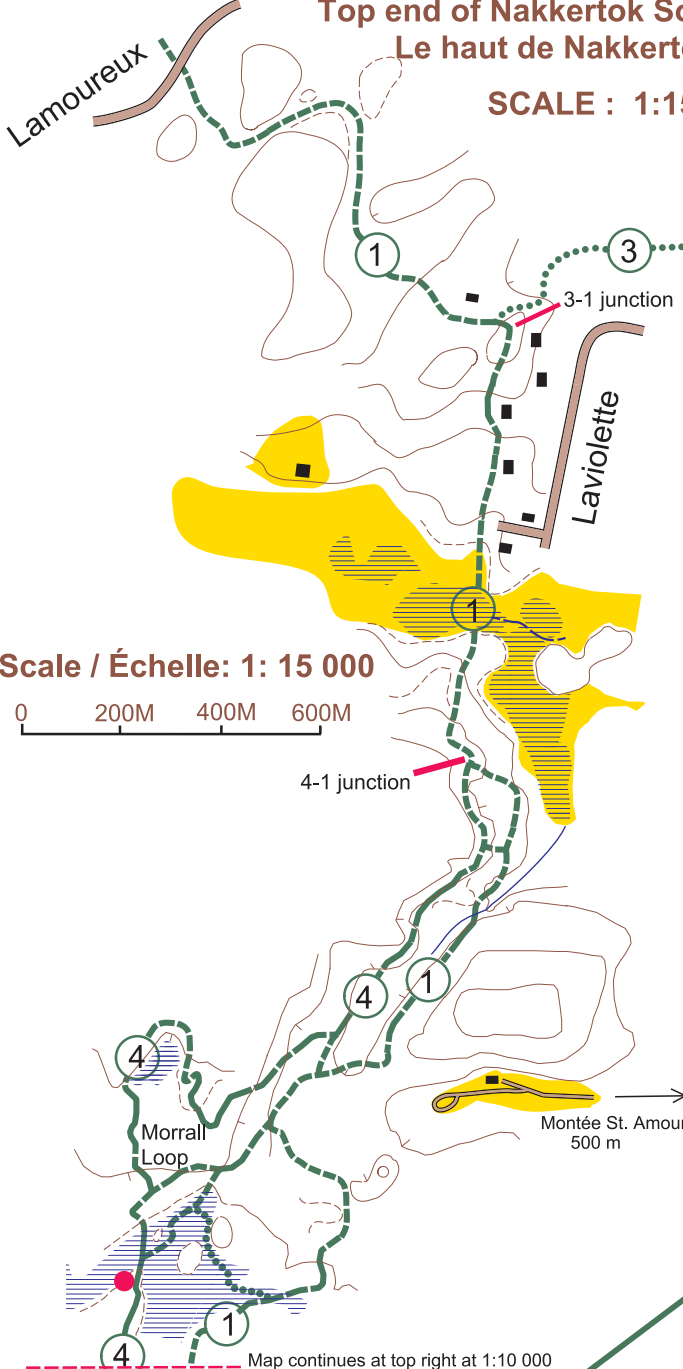 Top end of Nakkertok So
Le haut de Nakkerto
SCALE : 1:15
Lamoureux
1
3
3-1 junction
Laviolette
1
Scale / Échelle: 1: 15 000
0 200M 400M 600M
4-1 junction
4
1
4
Morrall
Loop
Montée St. Amour
500 m
1
4
Map continues at top right at 1:10 000